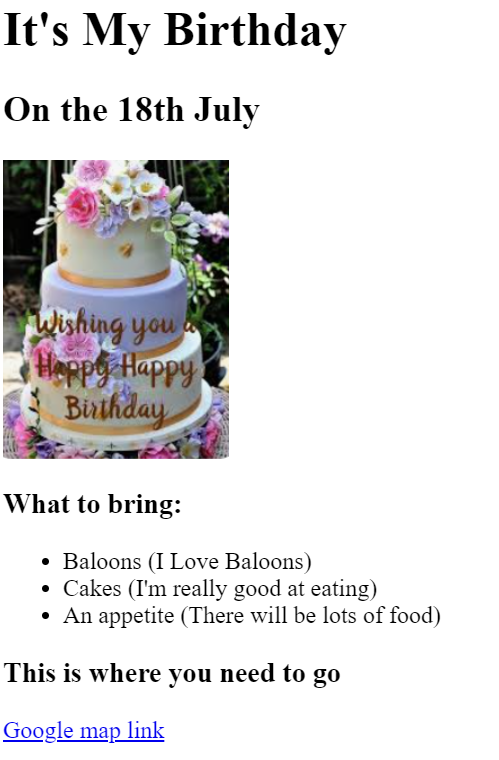 It's My Birthday
On the 18th July
Wishing you a
Happy Happy
Birthday
What to bring:
Baloons (I Love Baloons)
Cakes (I'm really good at eating)
An appetite (There will be lots of food)
This is where you need to go
Google map link